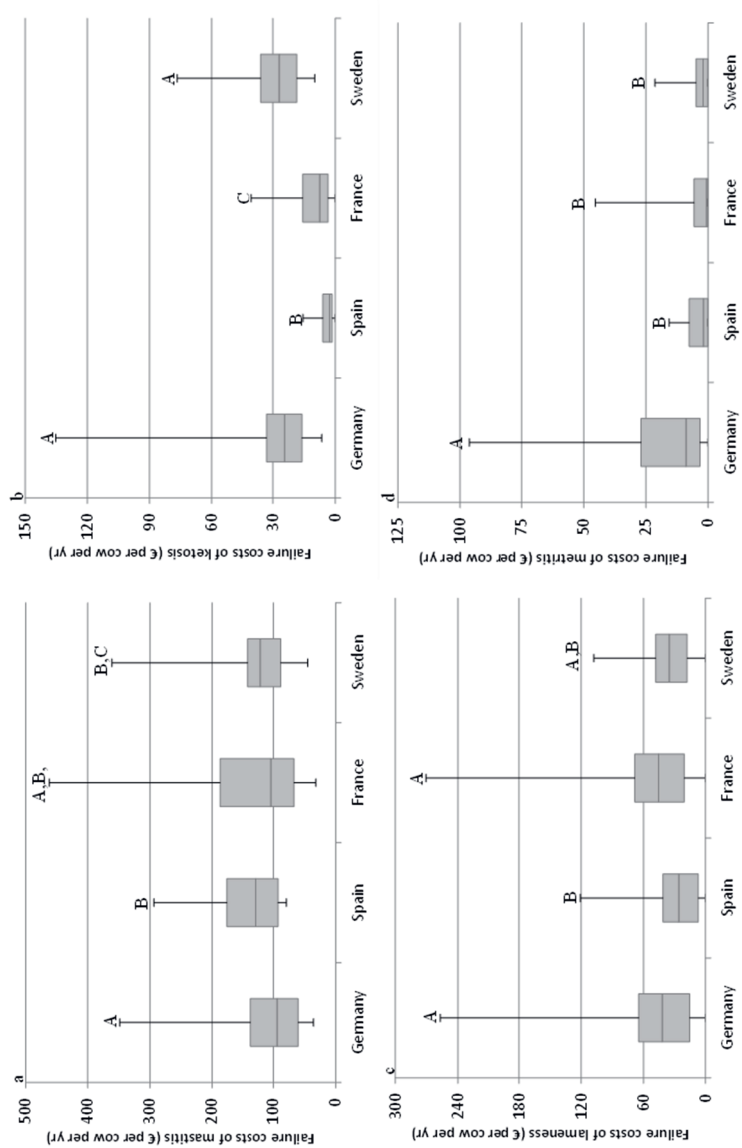 a
Failure costs of mastitis (€ per cow per yr)
500
400
300
200
100
0
A
B
A,B,
B,C
Germany
Spain
France
Sweden
b
Failure costs of ketosis (€ per cow per yr)
150
120
90
60
30
0
A
B
C
A
Germany
Spain
France
Sweden
c
Failure costs of lameness (€ per cow per yr)
300
240
180
120
60
0
A
B
A
A,B
Germany
Spain
France
Sweden
d
Failure costs of metritis (€ per cow per yr)
125
100
75
50
25
0
A
B
B
B
Germany
Spain
France
Sweden